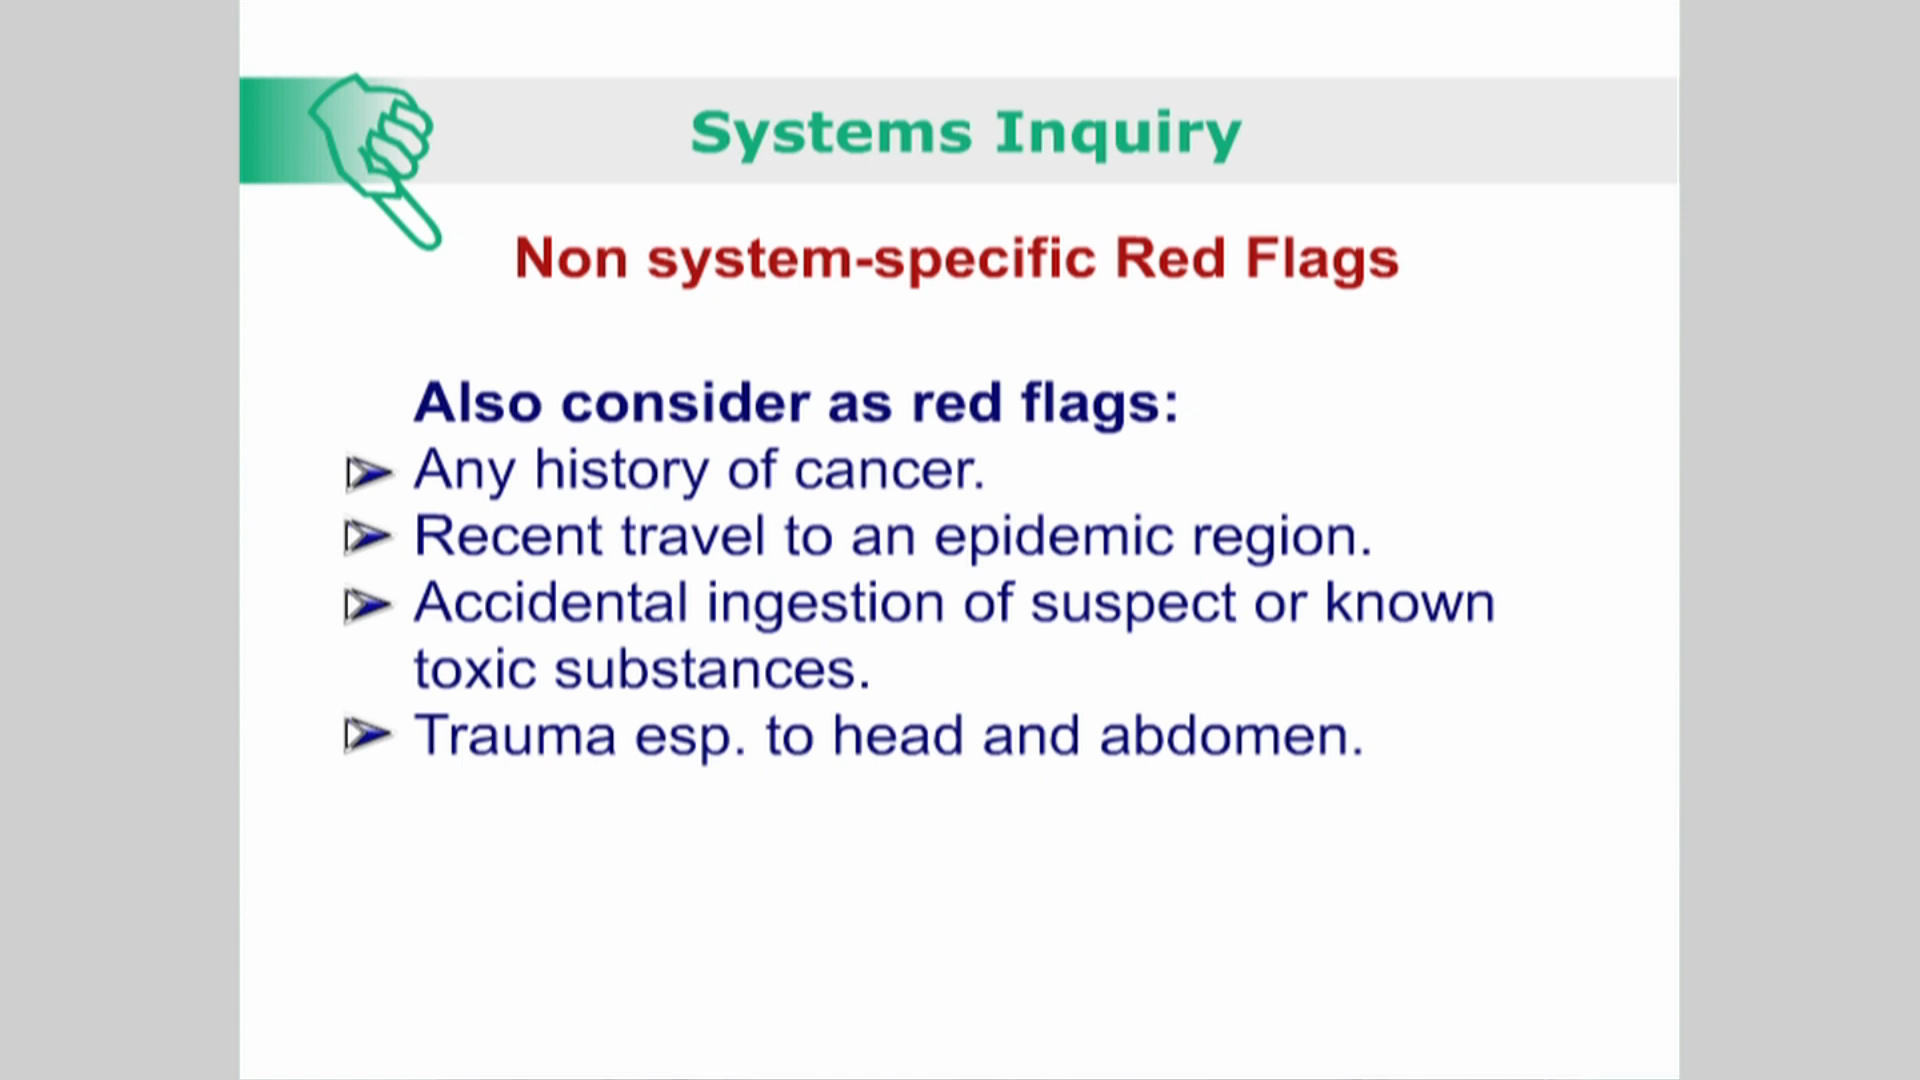 Systems Inquiry
Non system-specific Red Flags
Also consider as red flags:
Any history of cancer.
Recent travel to an epidemic region.
Accidental ingestion of suspect or known
toxic substances.
Trauma esp. to head and abdomen.